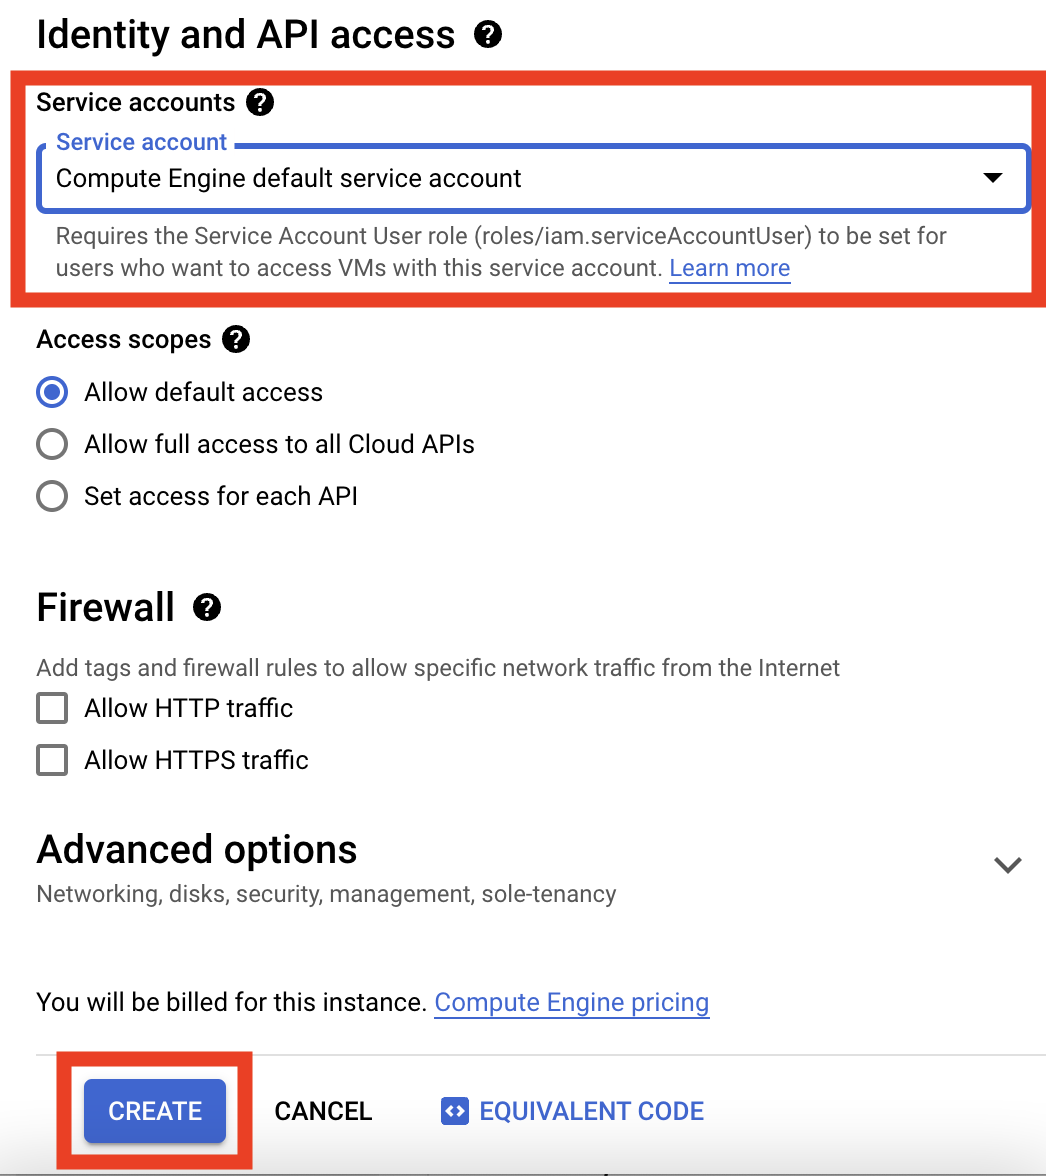 Identity and API access
Service accounts
Service account
Compute Engine default service account
Requires the Service Account User role (roles/iam.serviceAccountUser) to be set for
users who want to access VMs with this service account. Learn more
Access scopes
Allow default access
Allow full access to all Cloud APIs
Set access for each API
Firewall
Add tags and firewall rules to allow specific network traffic from the Internet
Allow HTTP traffic
Allow HTTPS traffic
Advanced options
Networking, disks, security, management, sole-tenancy
You will be billed for this instance. Compute Engine pricing
CREATE CANCEL EQUIVALENT CODE